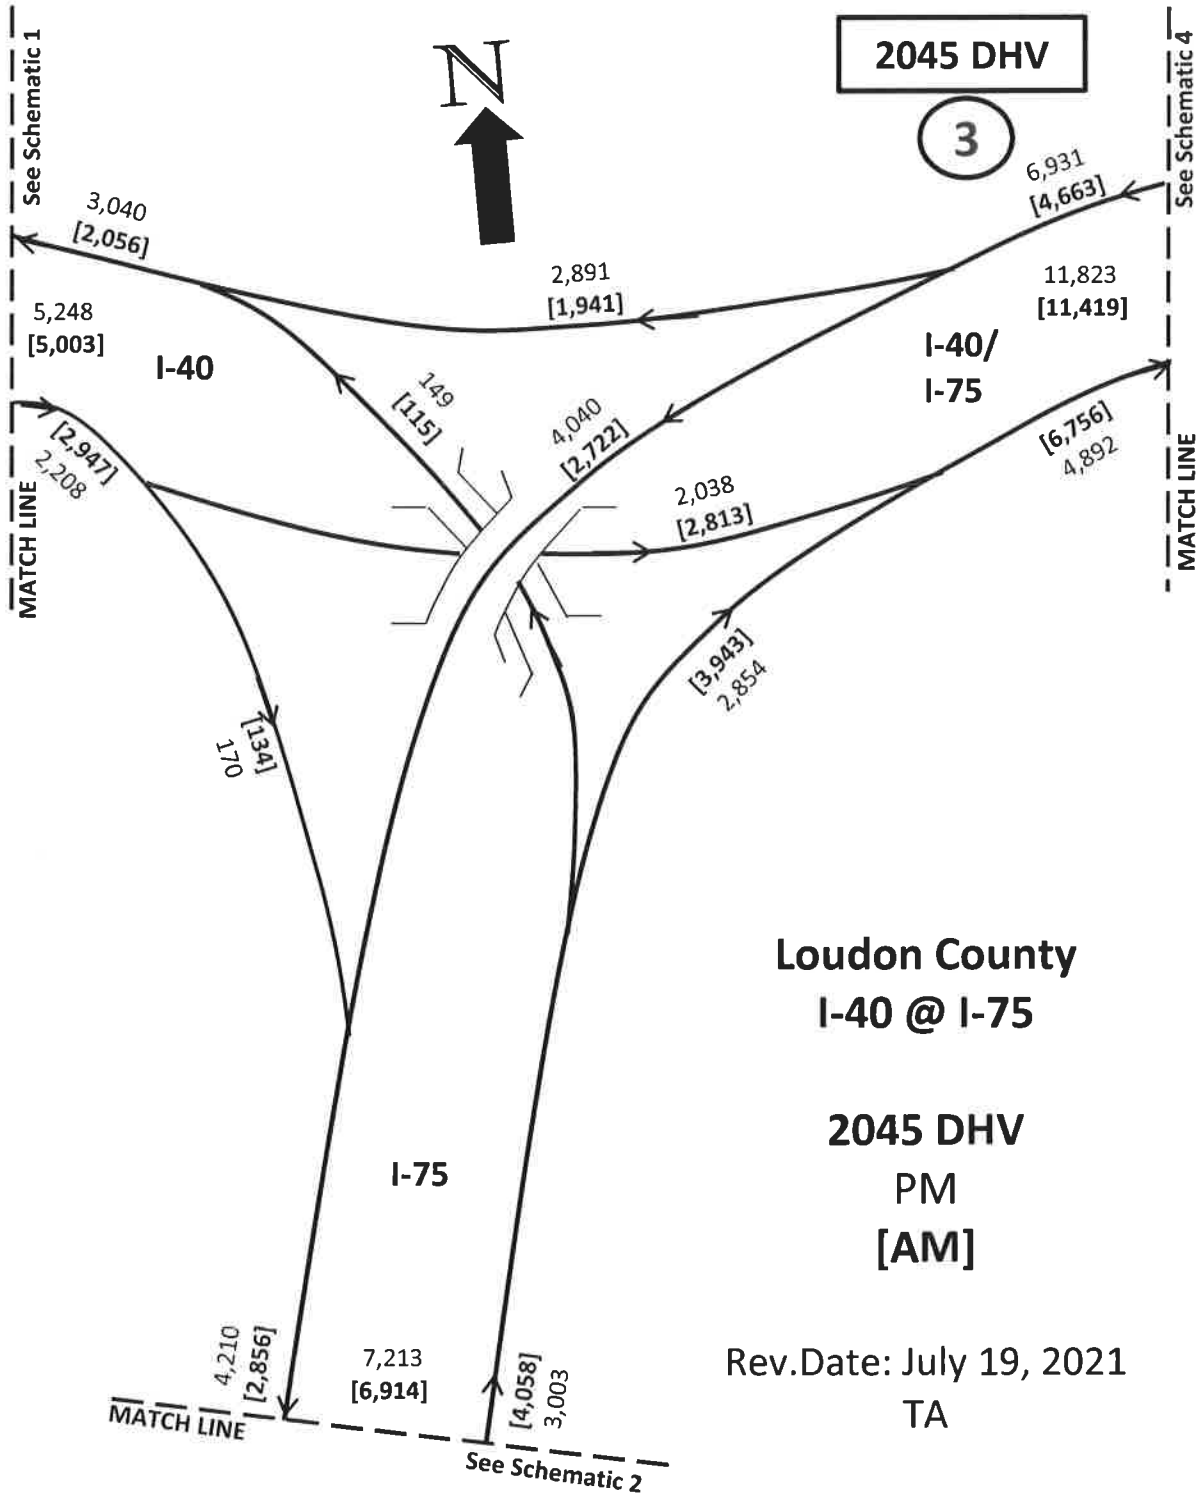 See Schematic 1
N
2045 DHV
3
See Schematic 4
6,931
[4,663]
3,040
[2,056]
2,891
[1,941]
11,823
[11,419]
5,248
[5,003]
I-40
I-40/
I-75
149
[115]
4,040
[2,722]
[6,756]
4,892
[2,947]
2,208
2,038
[2,813]
MATCH LINE
MATCH LINE
[3,943]
2,854
[134]
170
Loudon County
I-40 @ I-75
2045 DHV
PM
[AM]
I-75
4,210
[2,856]
7,213
[6,914]
[4,058]
3,003
Rev.Date: July 19, 2021
TA
MATCH LINE
See Schematic 2